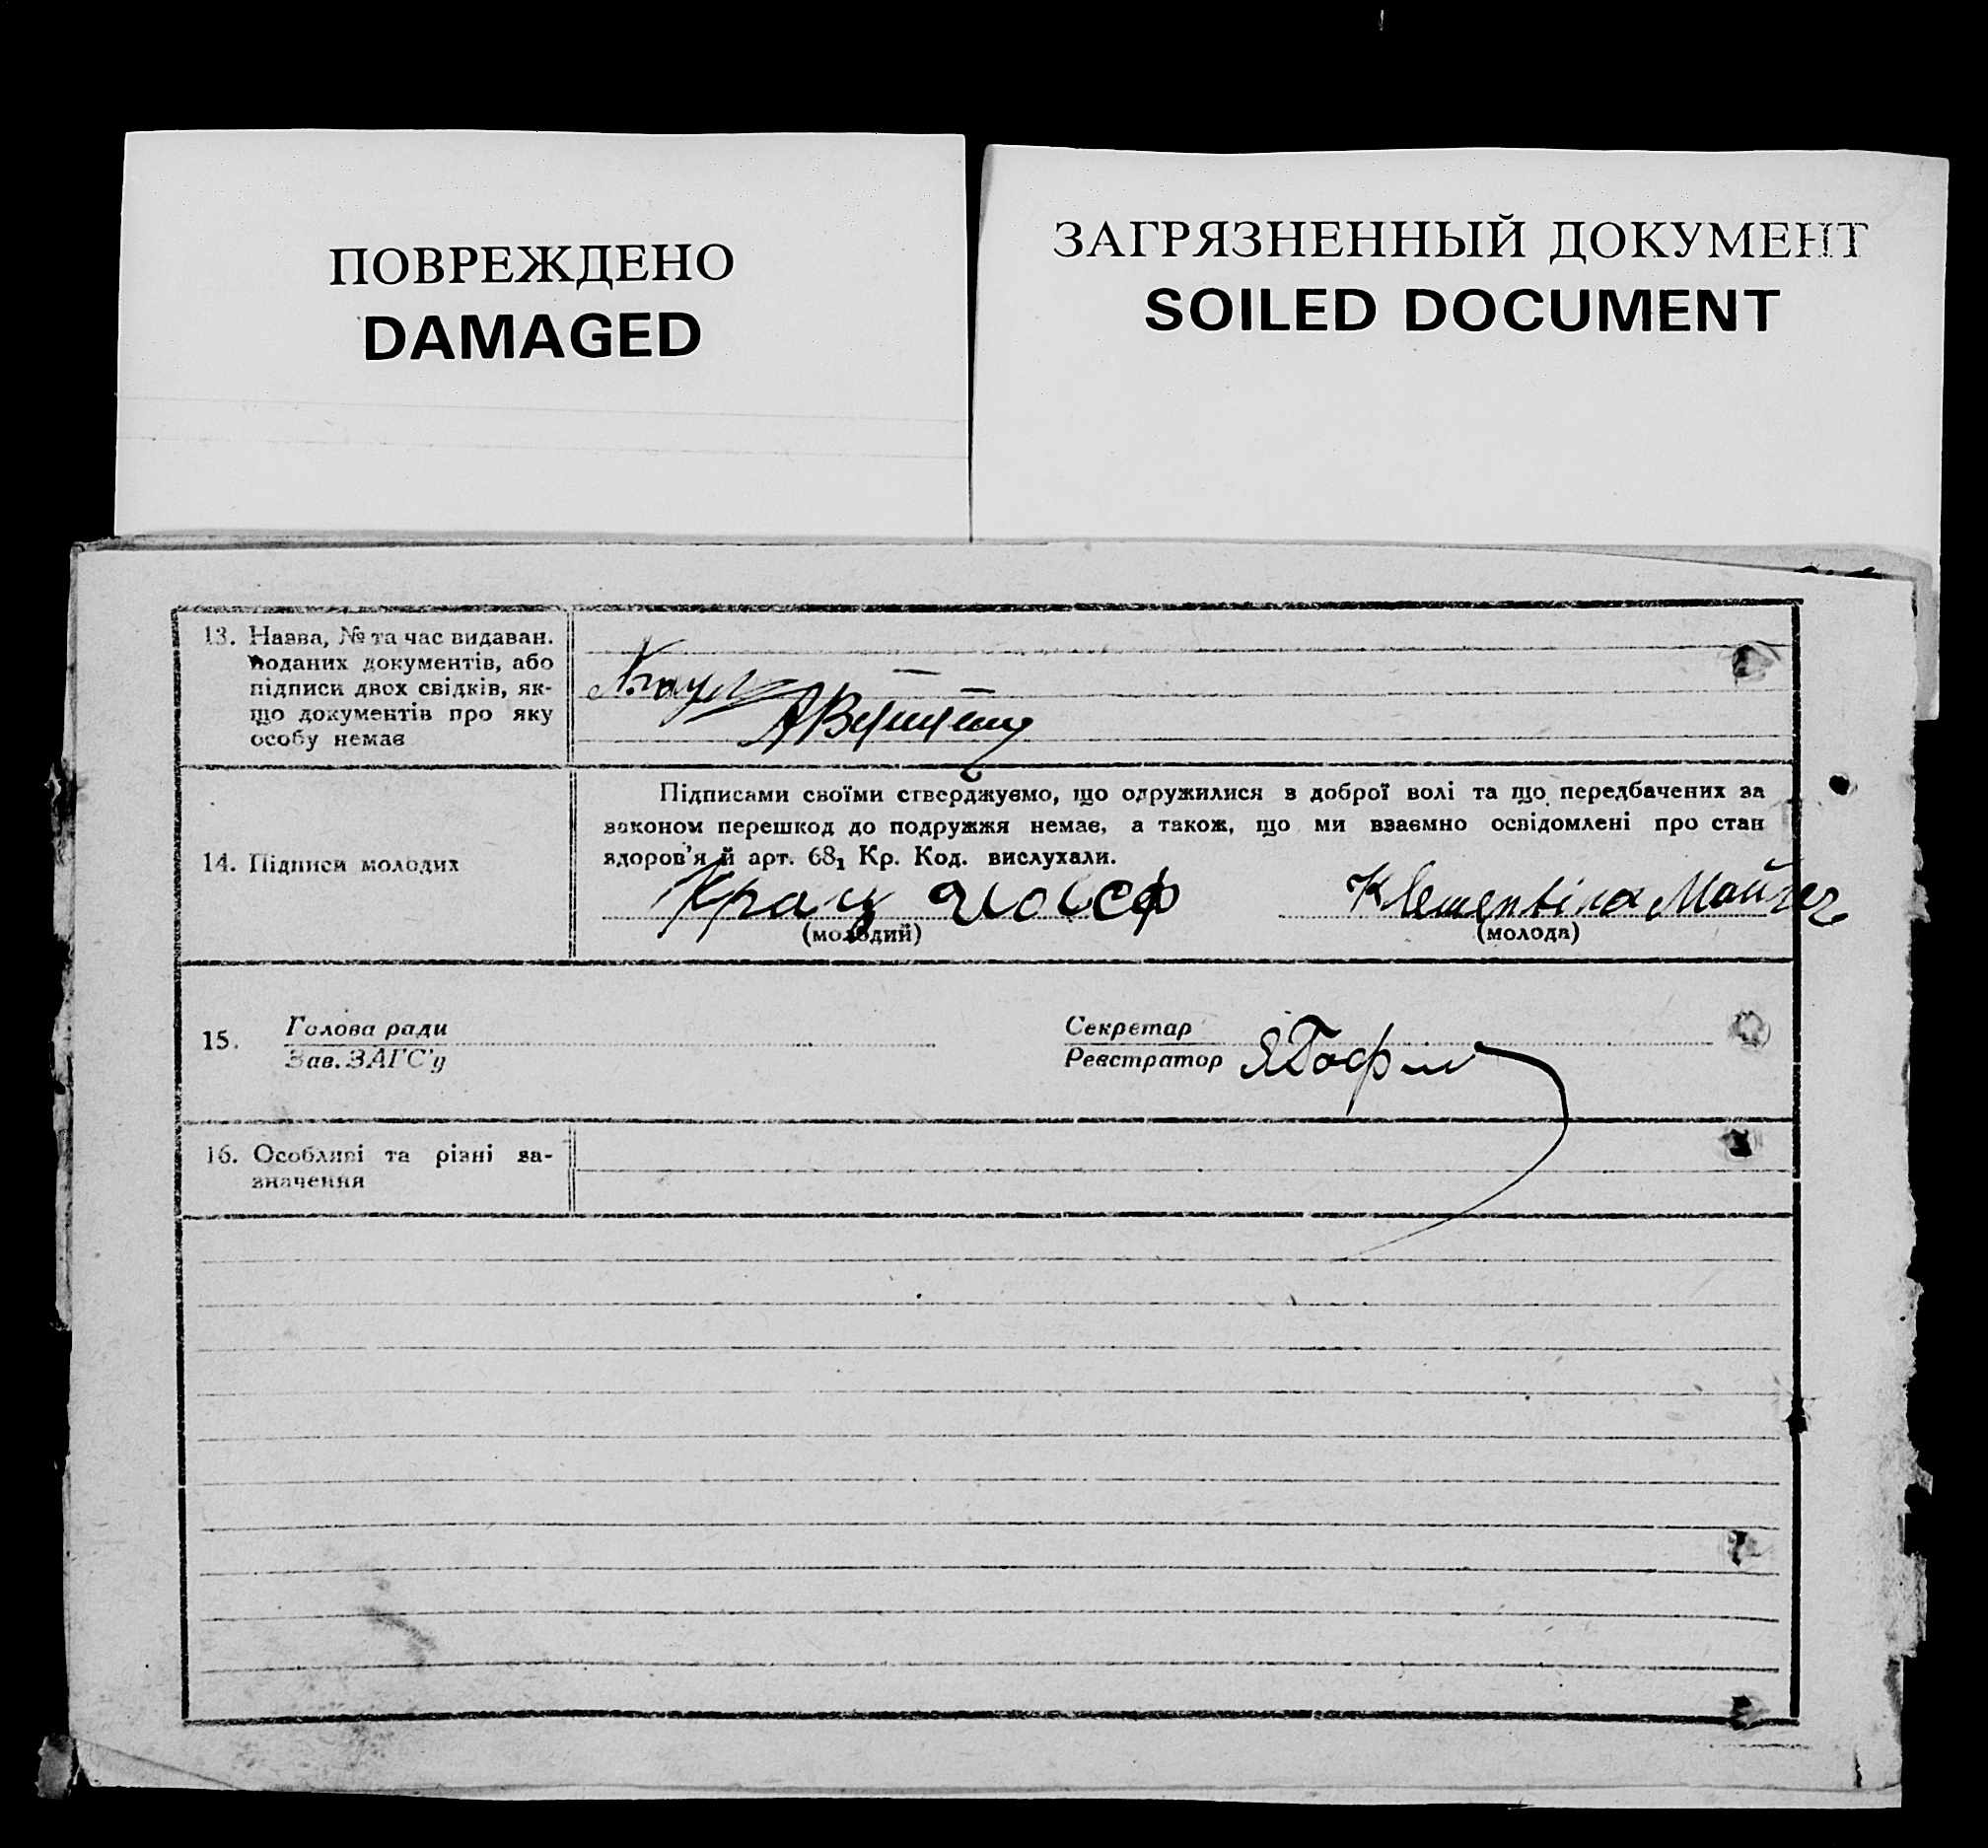 ПОВРЕЖДЕНО
DAMAGED
ЗАГРЯЗНЕННЫЙ ДОКУМЕНТ
SOILED DOCUMENT
13. Назва, № та час видаван.
поданих документів, або
підписи двох свідків, як-
що документів про яку
особу немає
14. Підписи молодих
Підписами своїми стверджуємо, що одружилися з доброї волі та що передбачених за
законом перешкод до подружжя немає, а також, що ми взаємно освідомлені про стан
здоров'я й арт. 68₁ Кр. Код. вислухали.
Крац Иосеф
(молодий)
Klementina Майзер
(молода)
15. Голова ради
Зав. ЗАГС'у
Секретар
Реєстратор
16. Особливі та різні за-
значення